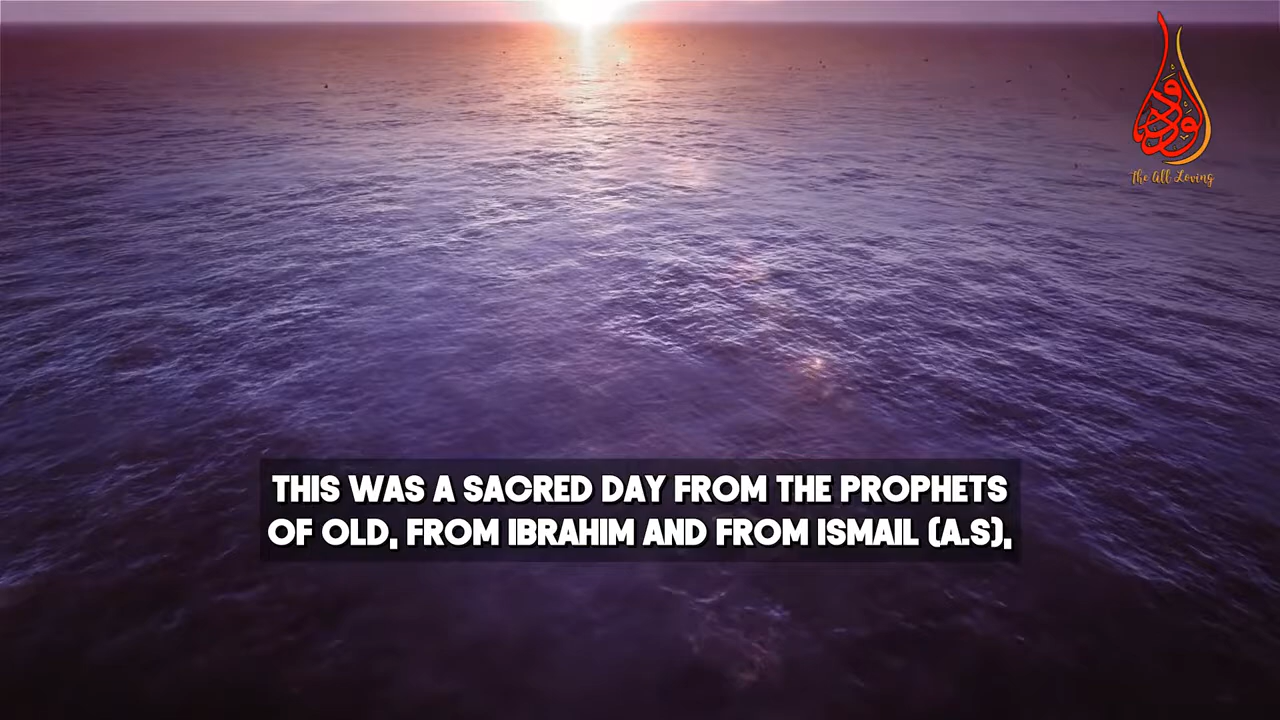 The All Loving
THIS WAS A SACRED DAY FROM THE PROPHETS
OF OLD, FROM IBRAHIM AND FROM ISMAIL (A.S),